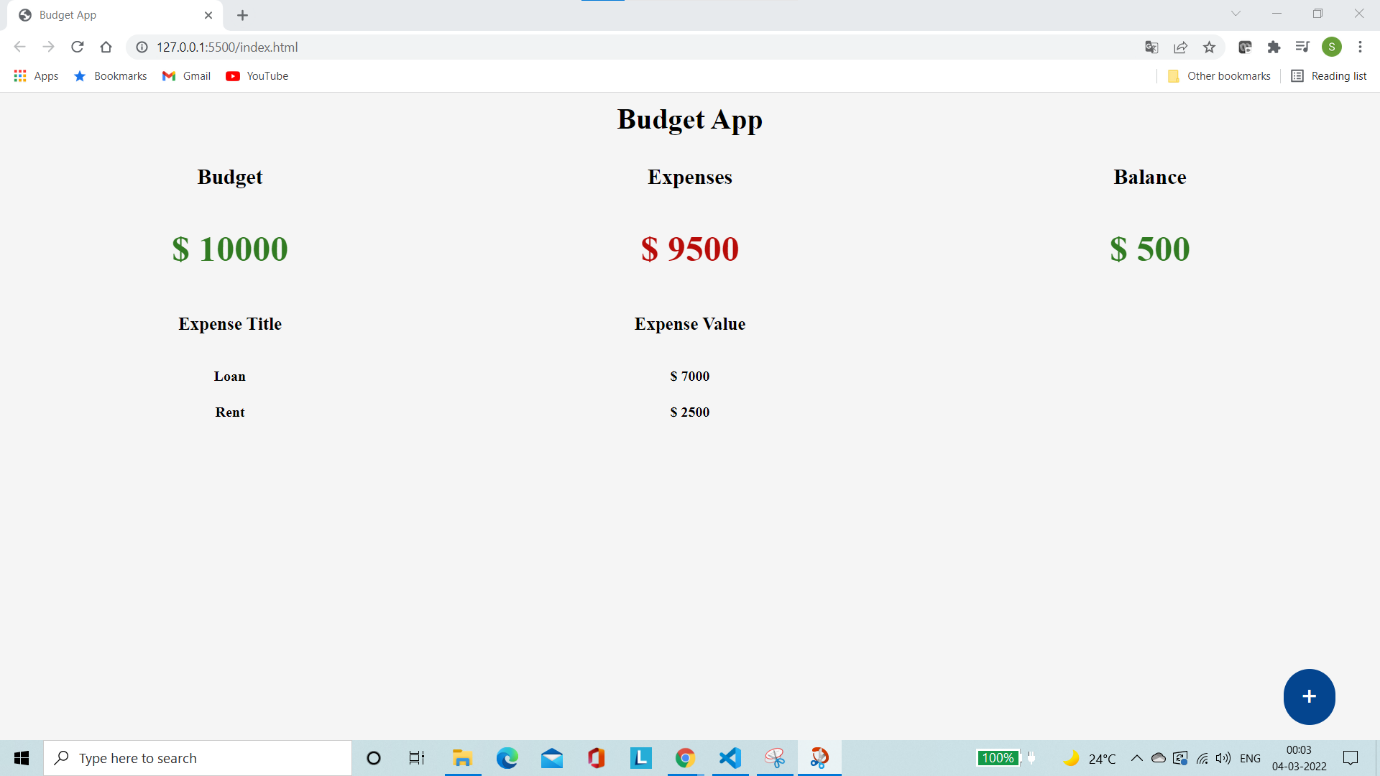 Budget App
127.0.0.1:5500/index.html
S
Apps Bookmarks Gmail YouTube Other bookmarks Reading list
Budget App
Budget Expenses Balance
$ 10000 $ 9500 $ 500
Expense Title Expense Value
Loan $ 7000
Rent $ 2500
+
Type here to search L 100% 24°C ENG 00:03
04-03-2022